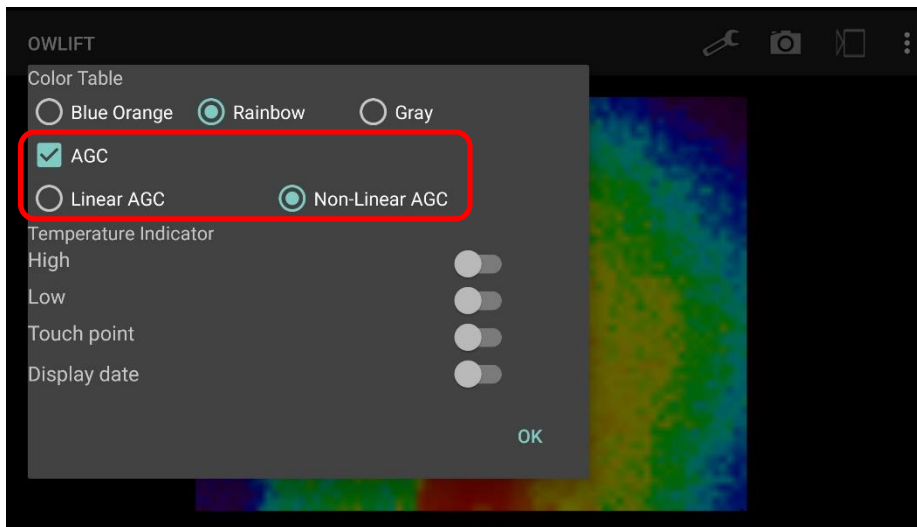 OWLIFT
Color Table
Blue Orange Rainbow Gray
AGC
Linear AGC Non-Linear AGC
Temperature Indicator
High
Low
Touch point
Display date
OK